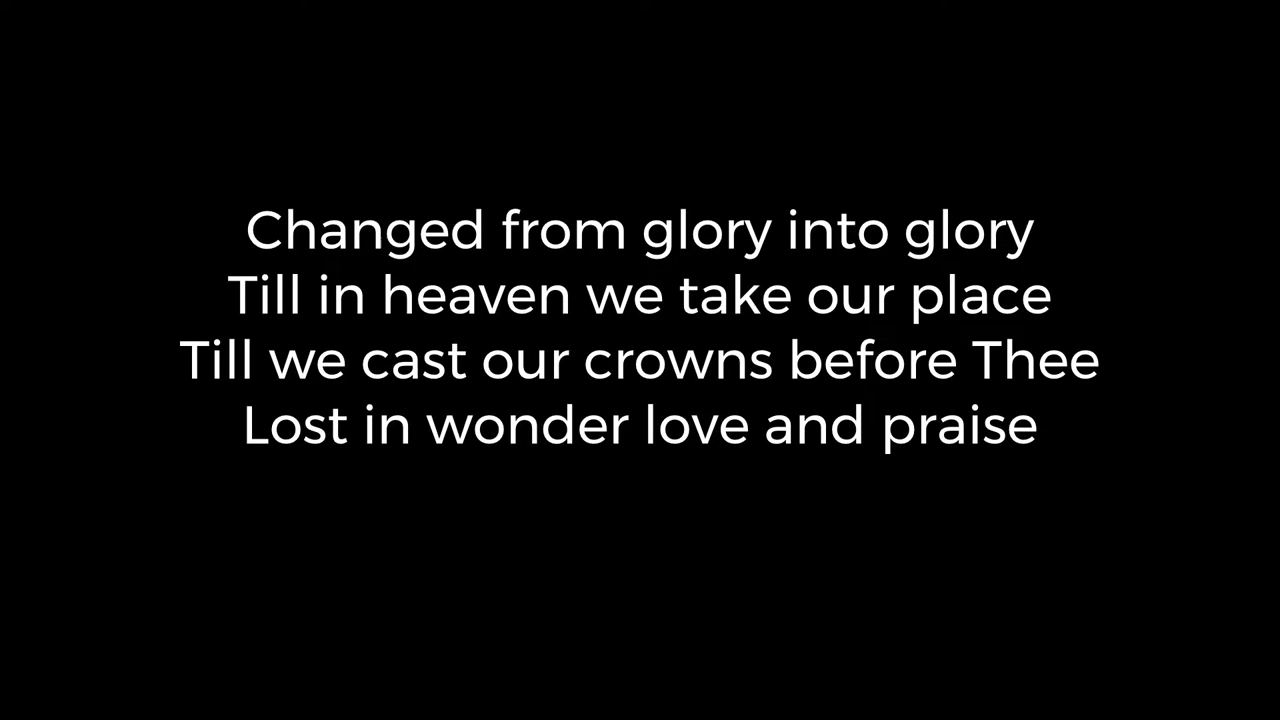 Changed from glory into glory
Till in heaven we take our place
Till we cast our crowns before Thee
Lost in wonder love and praise